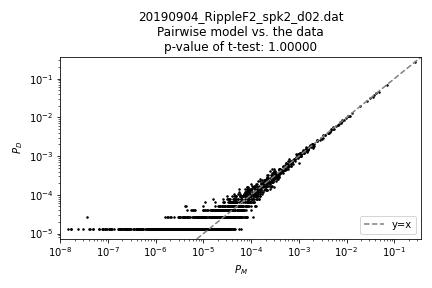 20190904_RippleF2_spk2_d02.dat
Pairwise model vs. the data
p-value of t-test: 1.00000
10⁻¹
10⁻²
10⁻³
10⁻⁴
10⁻⁵
P_D
y=x
10⁻⁸ 10⁻⁷ 10⁻⁶ 10⁻⁵ 10⁻⁴ 10⁻³ 10⁻² 10⁻¹
P_M